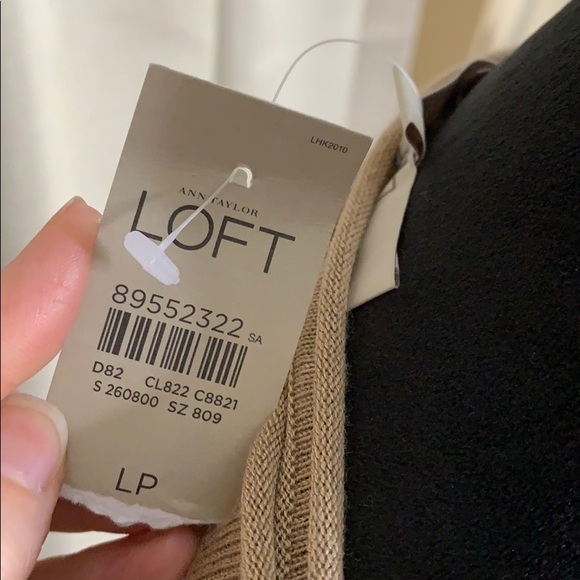 LHK2010
ANN TAYLOR
LOFT
89552322 SA
D82 CL822 C8821
S 260800 SZ 809
LP